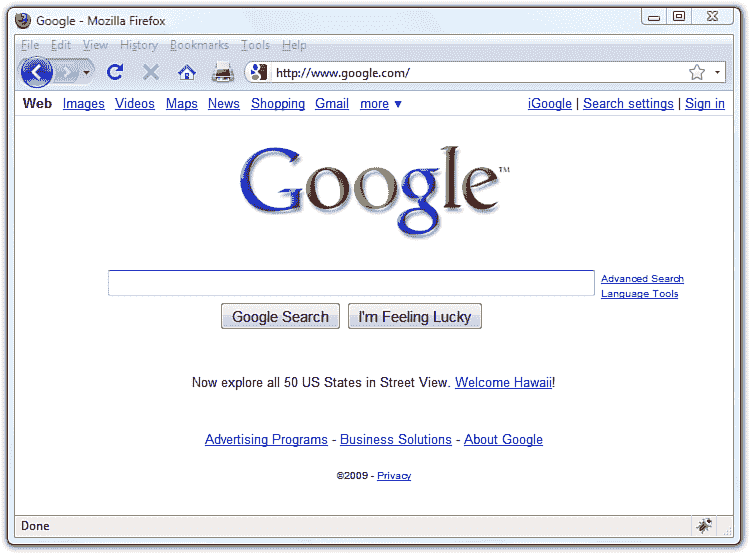 Google - Mozilla Firefox
File Edit View History Bookmarks Tools Help
http://www.google.com/
Web Images Videos Maps News Shopping Gmail more ▼ iGoogle | Search settings | Sign in
Google™
Advanced Search
Language Tools
Google Search I'm Feeling Lucky
Now explore all 50 US States in Street View. Welcome Hawaii!
Advertising Programs - Business Solutions - About Google
©2009 - Privacy
Done